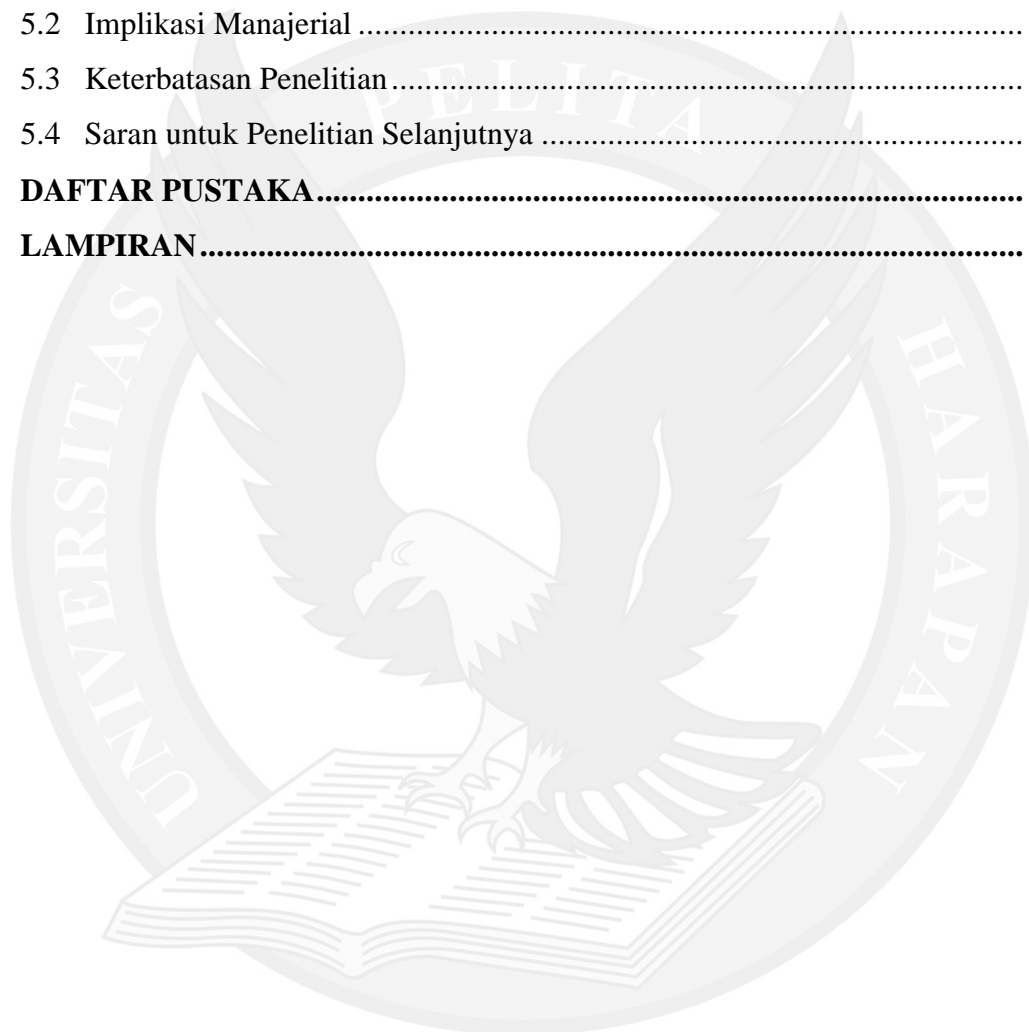 5.2 Implikasi Manajerial ................................................................................
5.3 Keterbatasan Penelitian ............................................................................
5.4 Saran untuk Penelitian Selanjutnya ..........................................................
DAFTAR PUSTAKA.....................................................................................
LAMPIRAN...................................................................................................
UNIVERSITAS PELITA HARAPAN